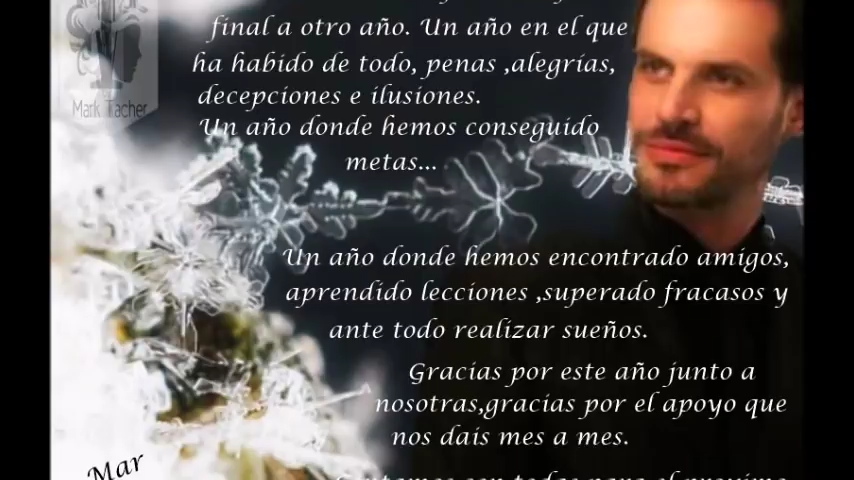 final a otro año. Un año en el que
ha habido de todo, penas ,alegrías,
decepciones e ilusiones.
Un año donde hemos conseguido
metas...
Mark Tacher
Un año donde hemos encontrado amigos,
aprendido lecciones ,superado fracasos y
ante todo realizar sueños.
Gracias por este año junto a
nosotras,gracias por el apoyo que
nos dais mes a mes.
Mar